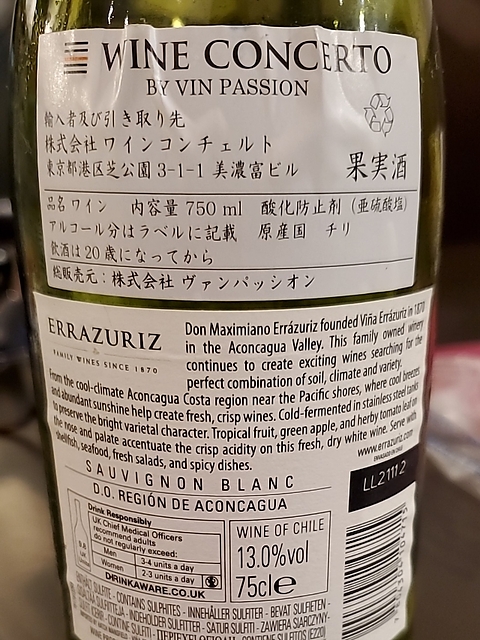 WINE CONCERTO
BY VIN PASSION
輸入者及び引き取り先
株式会社 ワインコンチェルト
東京都港区芝公園 3-1-1 美濃富ビル
果実酒
品名 ワイン 内容量 750 ml 酸化防止剤 (亜硫酸塩)
アルコール分はラベルに記載 原産国 チリ
飲酒は 20 歳になってから
総販売元：株式会社 ヴァンパッシオン
ERRAZURIZ
FAMILY WINES SINCE 1870
Don Maximiano Errázuriz founded Viña Errázuriz in 1870
in the Aconcagua Valley. This family owned winery
continues to create exciting wines searching for the
perfect combination of soil, climate and variety.
From the cool-climate Aconcagua Costa region near the Pacific shores, where cool breezes
and abundant sunshine help create fresh, crisp wines. Cold-fermented in stainless steel tanks
to preserve the bright varietal character. Tropical fruit, green apple, and herby tomato leaf on
the nose and palate accentuate the crisp acidity on this fresh, dry white wine. Serve with
shellfish, seafood, fresh salads, and spicy dishes.
www.errazuriz.com
ENVASADO EN CHILE
SAUVIGNON BLANC
D.O. REGIÓN DE ACONCAGUA
LL21112
Drink Responsibly
UK Chief Medical Officers
recommend adults
do not regularly exceed:
Men 3-4 units a day
Women 2-3 units a day
DRINKAWARE.CO.UK
WINE OF CHILE
13.0%vol
75cl e
SULFITES - INNEHÅLLER SULFITER - BEVAT SULFIETEN -
INDEHOLDER SULFITTER - SATUR SULFITI - ZAWIERA SIARCZYNY-